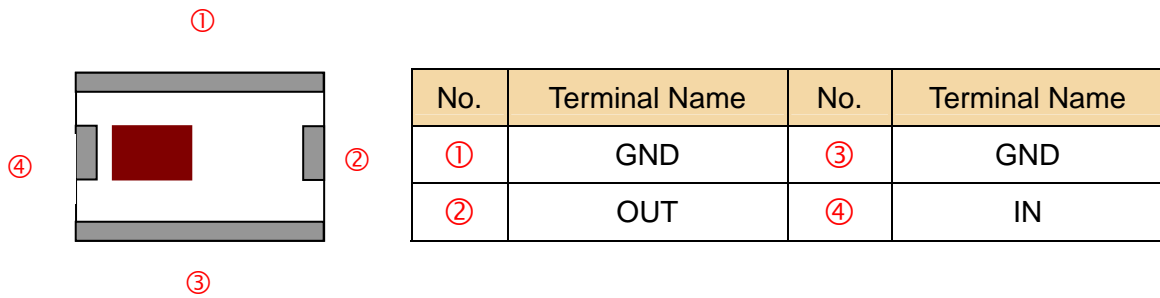 ①
④
②
③
No. Terminal Name No. Terminal Name
① GND ③ GND
② OUT ④ IN